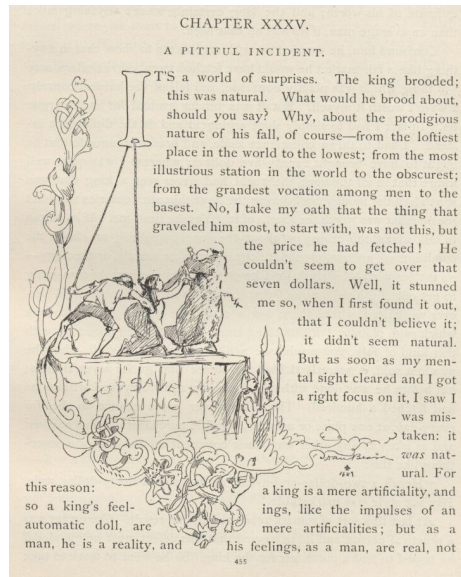 CHAPTER XXXV.
A PITIFUL INCIDENT.
IT'S a world of surprises. The king brooded;
this was natural. What would he brood about,
should you say? Why, about the prodigious
nature of his fall, of course—from the loftiest
place in the world to the lowest; from the most
illustrious station in the world to the obscurest;
from the grandest vocation among men to the
basest. No, I take my oath that the thing that
graveled him most, to start with, was not this, but
the price he had fetched! He
couldn't seem to get over that
seven dollars. Well, it stunned
me so, when I first found it out,
that I couldn't believe it;
it didn't seem natural.
But as soon as my men-
tal sight cleared and I got
a right focus on it, I saw I
was mis-
taken: it
was nat-
ural. For
this reason: a king is a mere artificiality, and
so a king's feel- ings, like the impulses of an
automatic doll, are mere artificialities; but as a
man, he is a reality, and his feelings, as a man, are real, not
SAVE THE
KING
455